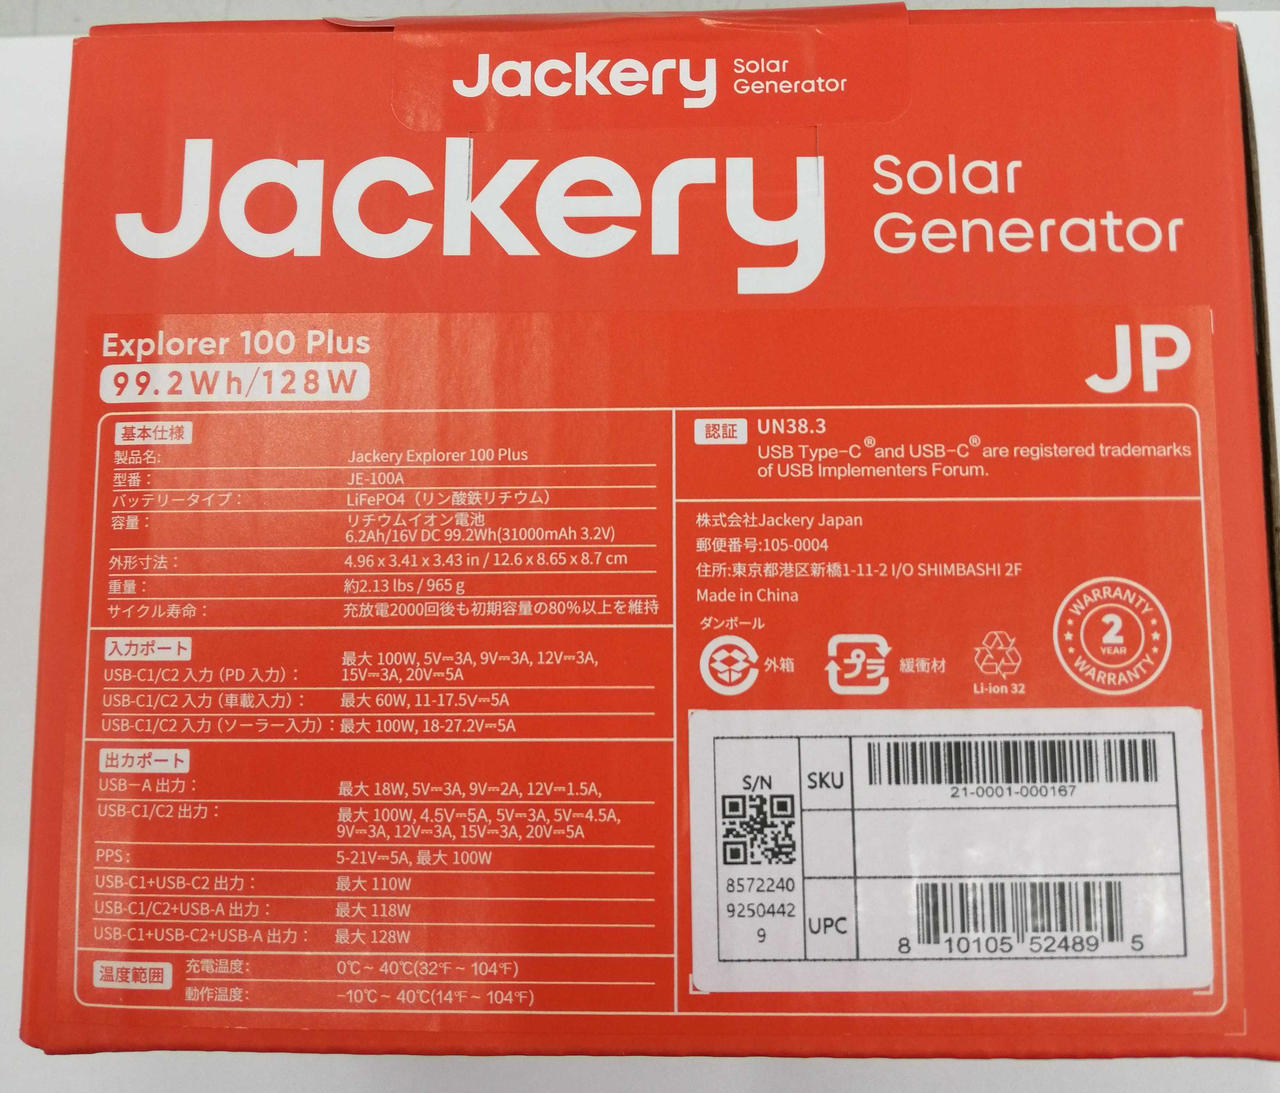 Jackery Solar Generator
Jackery Solar Generator
Explorer 100 Plus
99.2Wh/128W
JP
基本仕様
製品名: Jackery Explorer 100 Plus
型番： JE-100A
バッテリータイプ： LiFePO4（リン酸鉄リチウム）
容量： リチウムイオン電池
6.2Ah/16V DC 99.2Wh(31000mAh 3.2V)
外形寸法： 4.96 x 3.41 x 3.43 in / 12.6 x 8.65 x 8.7 cm
重量： 約2.13 lbs / 965 g
サイクル寿命： 充放電2000回後も初期容量の80%以上を維持
入力ポート
USB-C1/C2 入力（PD 入力）： 最大 100W, 5V⎓3A, 9V⎓3A, 12V⎓3A,
15V⎓3A, 20V⎓5A
USB-C1/C2 入力（車載入力）： 最大 60W, 11-17.5V⎓5A
USB-C1/C2 入力（ソーラー入力）：最大 100W, 18-27.2V⎓5A
出力ポート
USB－A 出力： 最大 18W, 5V⎓3A, 9V⎓2A, 12V⎓1.5A,
USB-C1/C2 出力： 最大 100W, 4.5V⎓5A, 5V⎓3A, 5V⎓4.5A,
9V⎓3A, 12V⎓3A, 15V⎓3A, 20V⎓5A
PPS： 5-21V⎓5A, 最大 100W
USB-C1+USB-C2 出力： 最大 110W
USB-C1/C2+USB-A 出力： 最大 118W
USB-C1+USB-C2+USB-A 出力： 最大 128W
温度範囲
充電温度: 0℃ ~ 40℃(32℉ ~ 104℉)
動作温度: −10℃ ~ 40℃(14℉ ~ 104℉)
認証 UN38.3
USB Type-C® and USB-C® are registered trademarks
of USB Implementers Forum.
株式会社Jackery Japan
郵便番号:105-0004
住所:東京都港区新橋1-11-2 I/O SHIMBASHI 2F
Made in China
ダンボール
外箱
プラ 緩衝材
Li-ion 32
WARRANTY
2
YEAR
WARRANTY
S/N
8572240
9250442
9
SKU
21-0001-000167
UPC
8 10105 52489 5